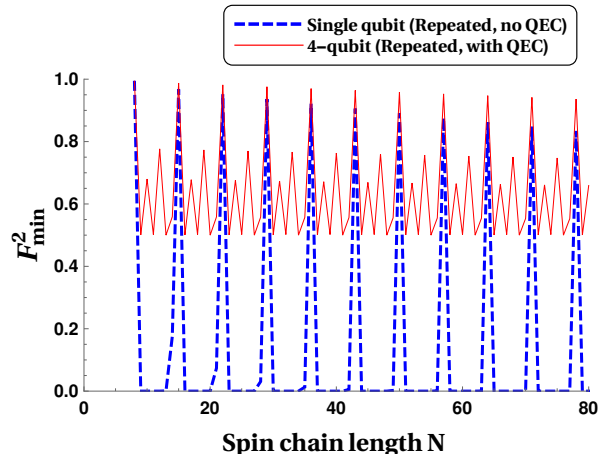 Single qubit (Repeated, no QEC)
4-qubit (Repeated, with QEC)
1.0
0.8
0.6
0.4
0.2
0.0
F²min
0
20
40
60
80
Spin chain length N